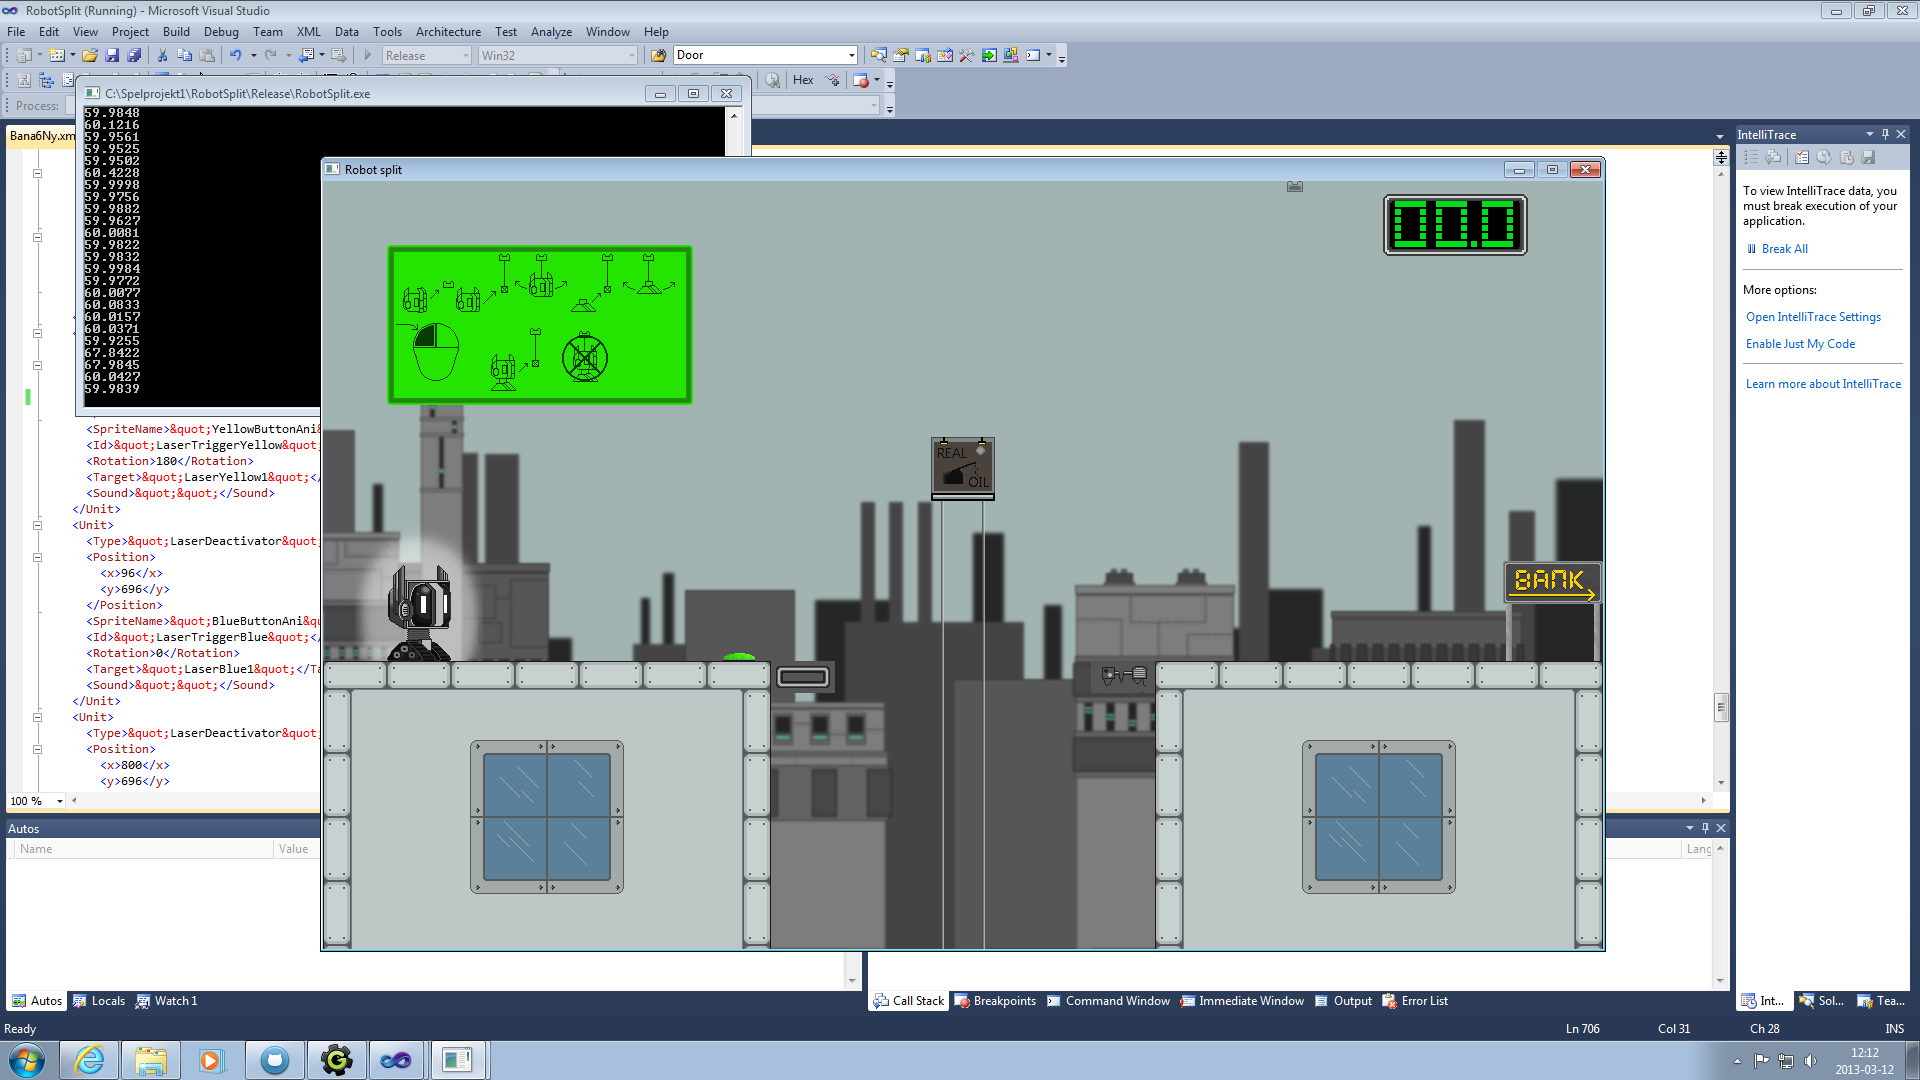 RobotSplit (Running) - Microsoft Visual Studio
File Edit View Project Build Debug Team XML Data Tools Architecture Test Analyze Window Help
Release Win32 Door
Hex
Process:
C:\Spelprojekt1\RobotSplit\Release\RobotSplit.exe
Bana6Ny.xm
59.9848
60.1216
59.9561
59.9525
59.9502
60.4228
59.9998
59.9756
59.9882
59.9627
60.0081
59.9822
59.9832
59.9984
59.9772
60.0077
60.0833
60.0157
60.0371
59.9255
67.8422
67.9845
60.0427
59.9839
Robot split
00.0
REAL
OIL
BANK
<SpriteName>&quot;YellowButtonAni&
<Id>&quot;LaserTriggerYellow&quot;
<Rotation>180</Rotation>
<Target>&quot;LaserYellow1&quot;</
<Sound>&quot;&quot;</Sound>
</Unit>
<Unit>
<Type>&quot;LaserDeactivator&quot;
<Position>
<x>96</x>
<y>696</y>
</Position>
<SpriteName>&quot;BlueButtonAni&qu
<Id>&quot;LaserTriggerBlue&quot;</
<Rotation>0</Rotation>
<Target>&quot;LaserBlue1&quot;</Ta
<Sound>&quot;&quot;</Sound>
</Unit>
<Unit>
<Type>&quot;LaserDeactivator&quot;
<Position>
<x>800</x>
<y>696</y>
100 %
IntelliTrace
To view IntelliTrace data, you
must break execution of your
application.
Break All
More options:
Open IntelliTrace Settings
Enable Just My Code
Learn more about IntelliTrace
Autos
Name Value
Lang
Autos Locals Watch 1
Call Stack Breakpoints Command Window Immediate Window Output Error List
Int... Sol... Tea...
Ready
Ln 706 Col 31 Ch 28 INS
12:12
2013-03-12